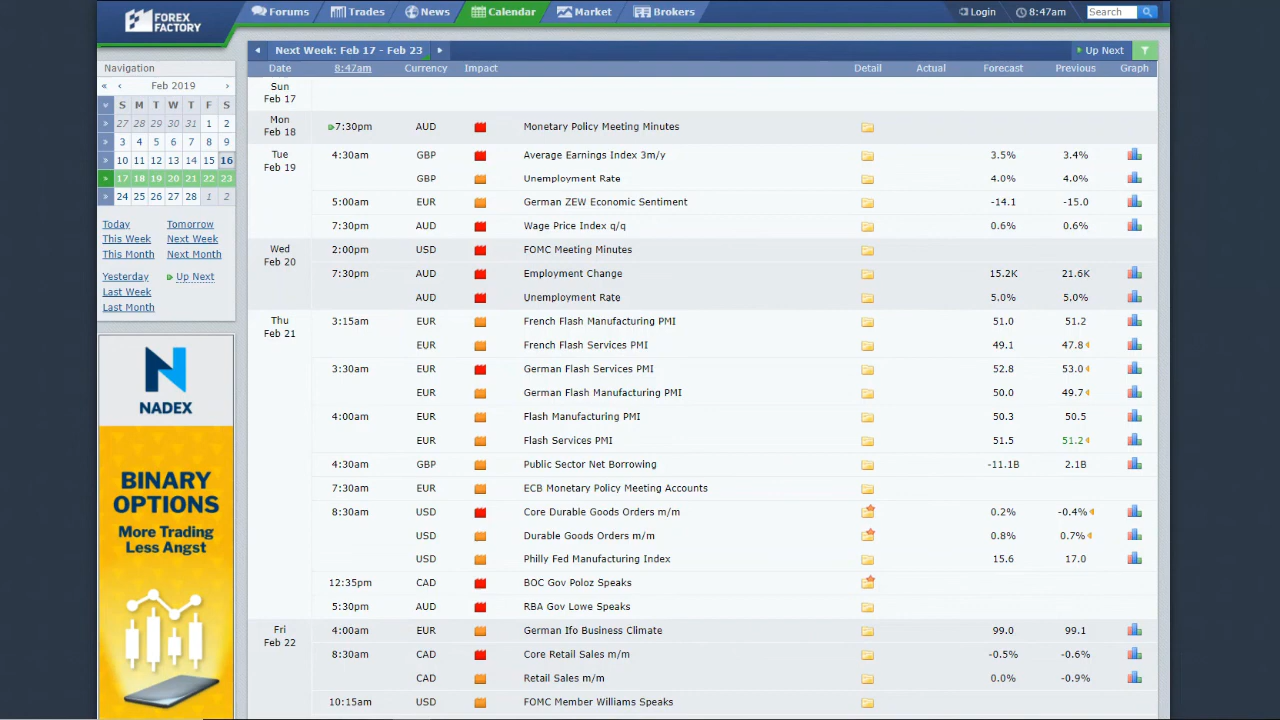 FOREX
FACTORY
Forums Trades News Calendar Market Brokers Login 8:47am Search
Navigation
« ‹ Feb 2019 ›
S M T W T F S
» 27 28 29 30 31 1 2
» 3 4 5 6 7 8 9
» 10 11 12 13 14 15 16
» 17 18 19 20 21 22 23
» 24 25 26 27 28 1 2
Today Tomorrow
This Week Next Week
This Month Next Month
Yesterday Up Next
Last Week
Last Month
NADEX
BINARY
OPTIONS
More Trading
Less Angst
Next Week: Feb 17 - Feb 23 Up Next
Date 8:47am Currency Impact Detail Actual Forecast Previous Graph
Sun
Feb 17
Mon
Feb 18
7:30pm AUD Monetary Policy Meeting Minutes
Tue
Feb 19
4:30am GBP Average Earnings Index 3m/y 3.5% 3.4%
GBP Unemployment Rate 4.0% 4.0%
5:00am EUR German ZEW Economic Sentiment -14.1 -15.0
7:30pm AUD Wage Price Index q/q 0.6% 0.6%
Wed
Feb 20
2:00pm USD FOMC Meeting Minutes
7:30pm AUD Employment Change 15.2K 21.6K
AUD Unemployment Rate 5.0% 5.0%
Thu
Feb 21
3:15am EUR French Flash Manufacturing PMI 51.0 51.2
EUR French Flash Services PMI 49.1 47.8
3:30am EUR German Flash Services PMI 52.8 53.0
EUR German Flash Manufacturing PMI 50.0 49.7
4:00am EUR Flash Manufacturing PMI 50.3 50.5
EUR Flash Services PMI 51.5 51.2
4:30am GBP Public Sector Net Borrowing -11.1B 2.1B
7:30am EUR ECB Monetary Policy Meeting Accounts
8:30am USD Core Durable Goods Orders m/m 0.2% -0.4%
USD Durable Goods Orders m/m 0.8% 0.7%
USD Philly Fed Manufacturing Index 15.6 17.0
12:35pm CAD BOC Gov Poloz Speaks
5:30pm AUD RBA Gov Lowe Speaks
Fri
Feb 22
4:00am EUR German Ifo Business Climate 99.0 99.1
8:30am CAD Core Retail Sales m/m -0.5% -0.6%
CAD Retail Sales m/m 0.0% -0.9%
10:15am USD FOMC Member Williams Speaks